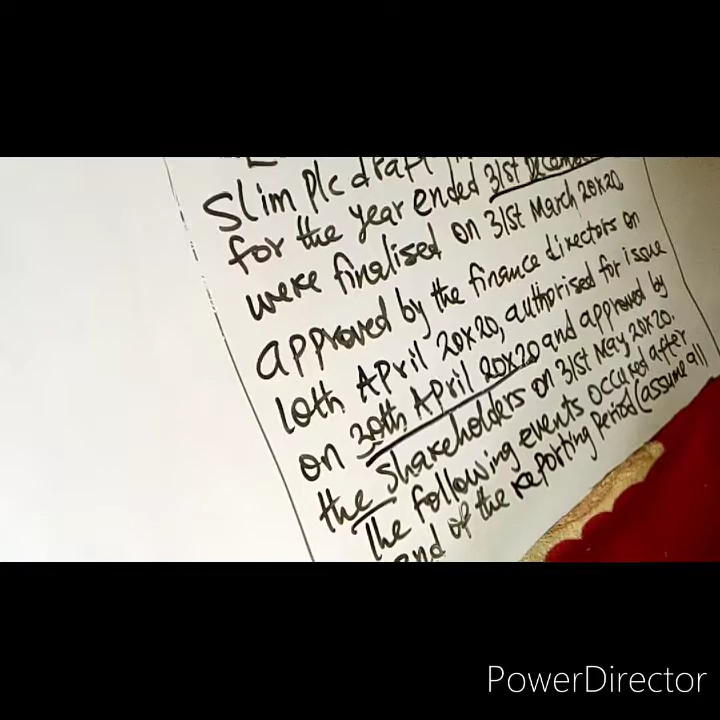 Slim Plc draft
for the year ended 31st December
were finalised on 31st March 20x20,
approved by the finance directors on
10th April 20x20, authorised for issue
on 30th April 20x20 and approved by
the shareholders on 31st May 20x20.
The following events occured after
end of the reporting period (assume all
PowerDirector